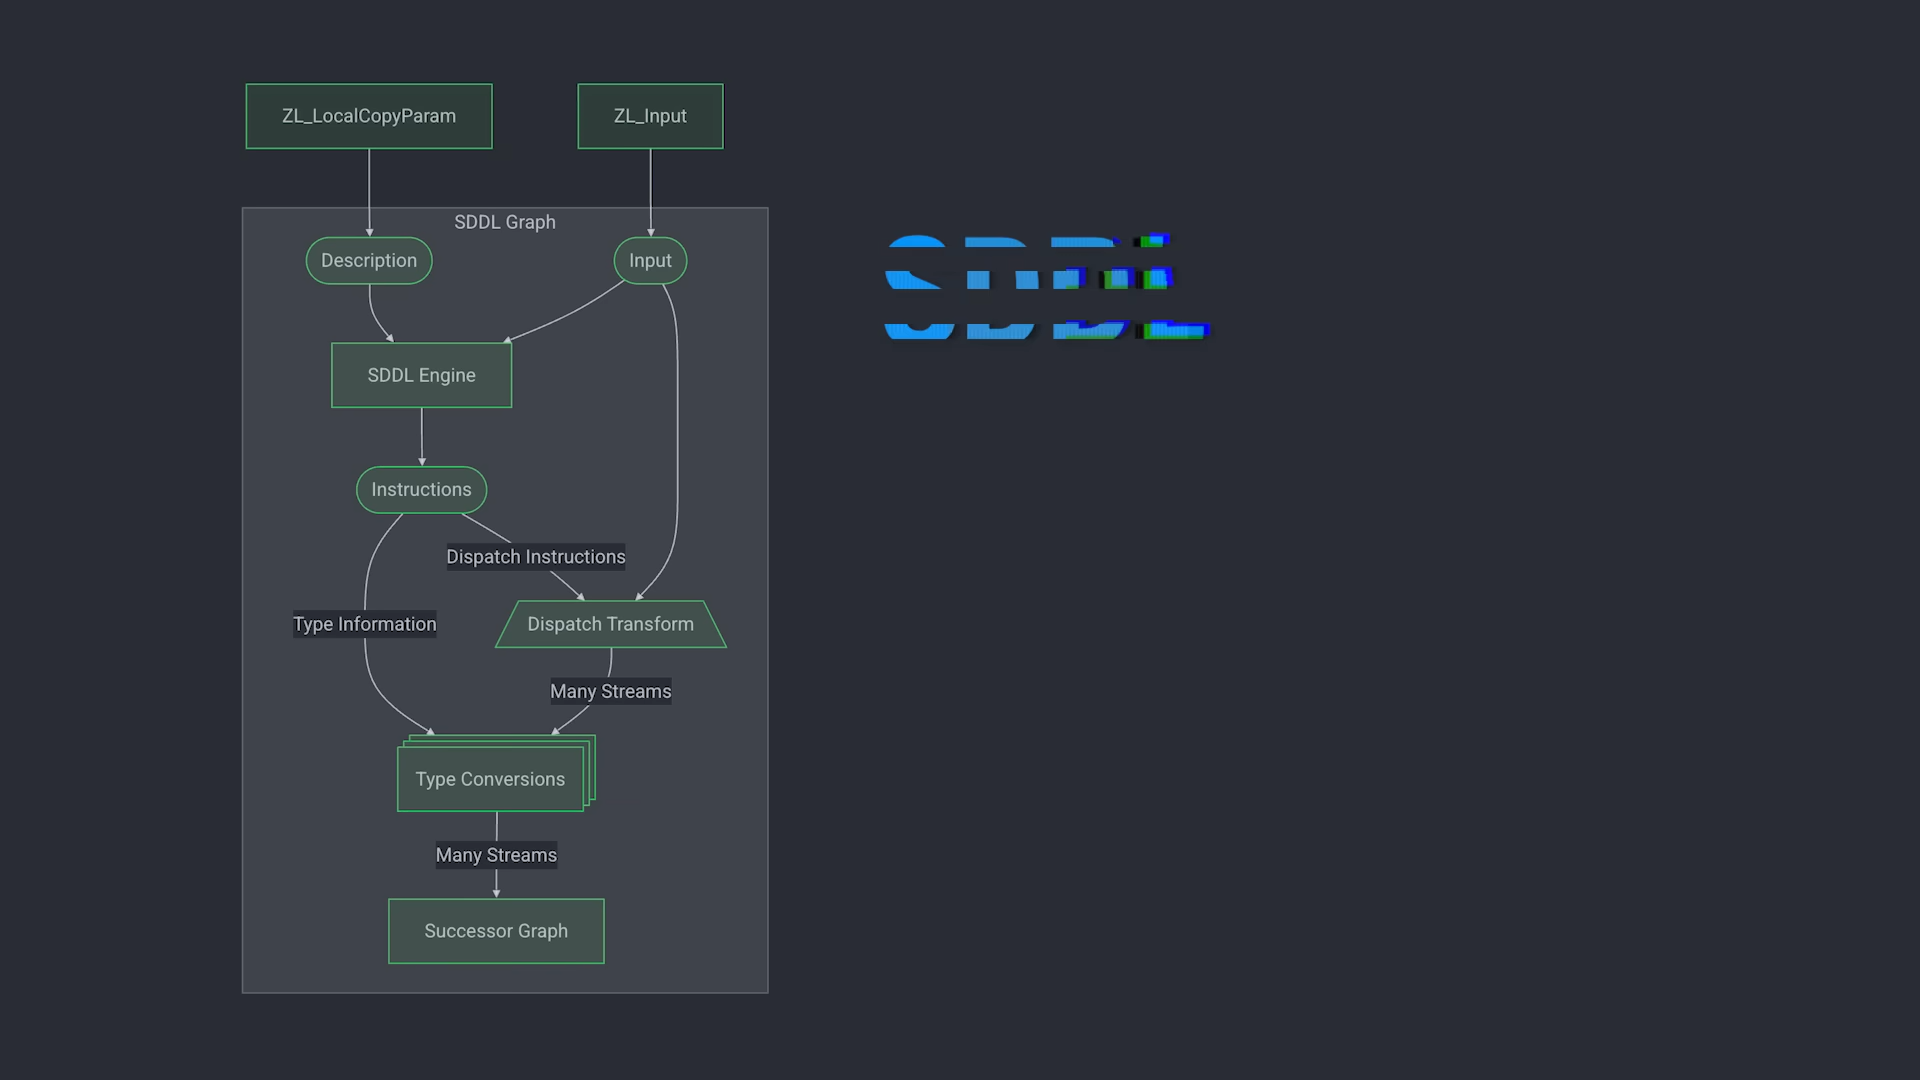 ZL_LocalCopyParam
ZL_Input
SDDL Graph
Description
Input
SDDL Engine
Instructions
Dispatch Instructions
Type Information
Dispatch Transform
Many Streams
Type Conversions
Many Streams
Successor Graph
SDDL